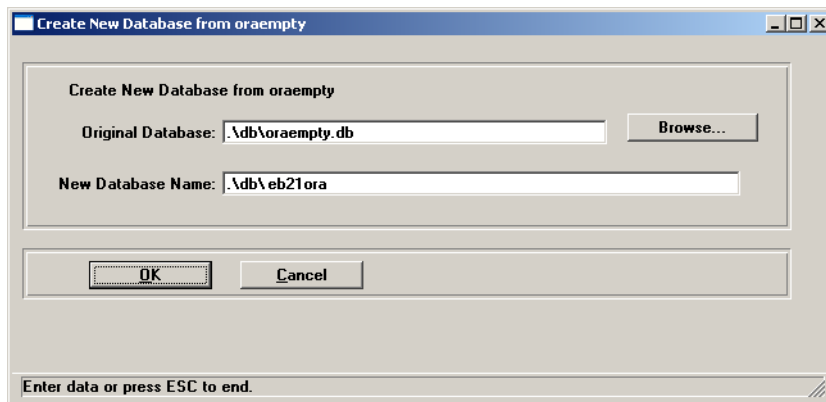 Create New Database from oraempty
Create New Database from oraempty
Original Database: .\db\oraempty.db Browse...
New Database Name: .\db\eb21ora
OK Cancel
Enter data or press ESC to end.